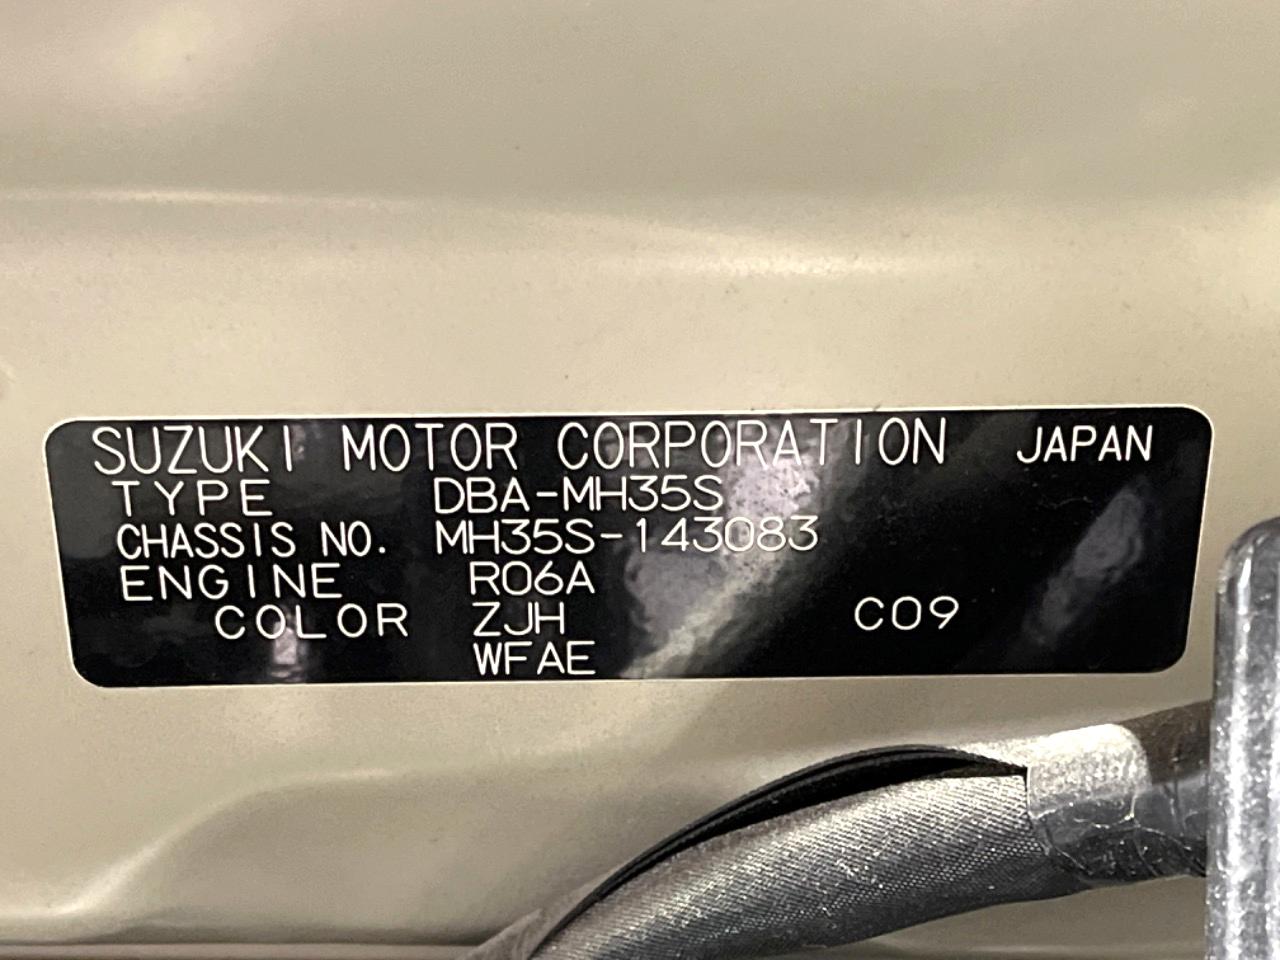 SUZUKI MOTOR CORPORATION JAPAN
TYPE DBA-MH35S
CHASSIS NO. MH35S-143083
ENGINE R06A
COLOR ZJH C09
WFAE